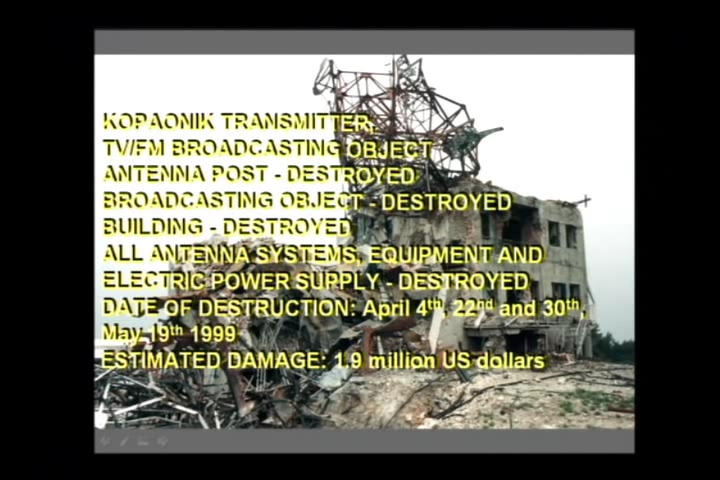 KOPAONIK TRANSMITTER,
TV/FM BROADCASTING OBJECT
ANTENNA POST - DESTROYED
BROADCASTING OBJECT - DESTROYED
BUILDING - DESTROYED
ALL ANTENNA SYSTEMS, EQUIPMENT AND
ELECTRIC POWER SUPPLY - DESTROYED
DATE OF DESTRUCTION: April 4th, 22nd and 30th,
May 19th 1999
ESTIMATED DAMAGE: 1.9 million US dollars